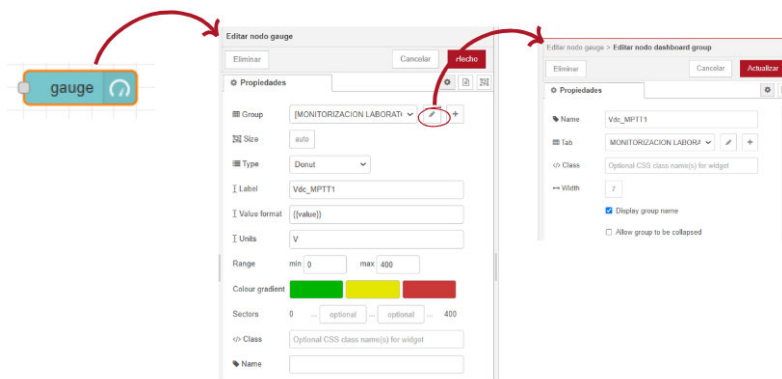 gauge
Editar nodo gauge
Eliminar
Cancelar
Hecho
Propiedades
Group
[MONITORIZACION LABORATO
Size
auto
Type
Donut
Label
Vdc_MPTT1
Value format
{{value}}
Units
V
Range
min 0
max 400
Colour gradient
Sectors
0 ... optional ... optional ... 400
</> Class
Optional CSS class name(s) for widget
Name
Editar nodo gauge > Editar nodo dashboard group
Eliminar
Cancelar
Actualizar
Propiedades
Name
Vdc_MPTT1
Tab
MONITORIZACION LABORA
</> Class
Optional CSS class name(s) for widget
Width
7
Display group name
Allow group to be collapsed